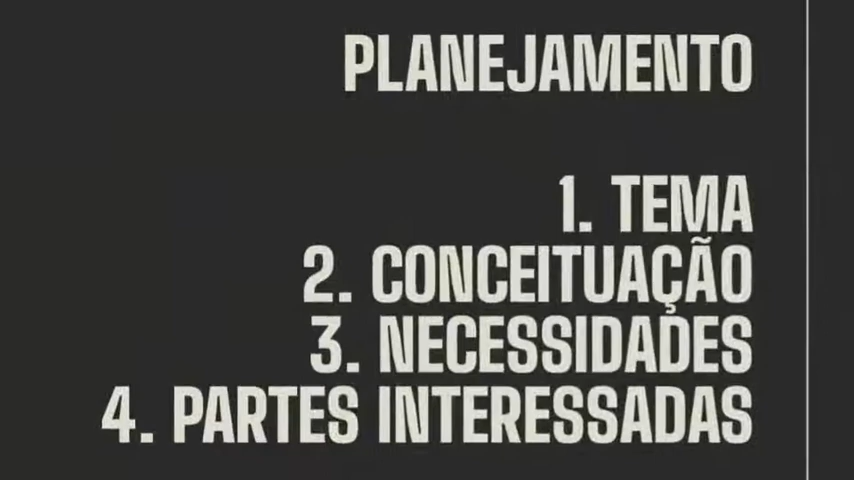 PLANEJAMENTO
1. TEMA
2. CONCEITUAÇÃO
3. NECESSIDADES
4. PARTES INTERESSADAS